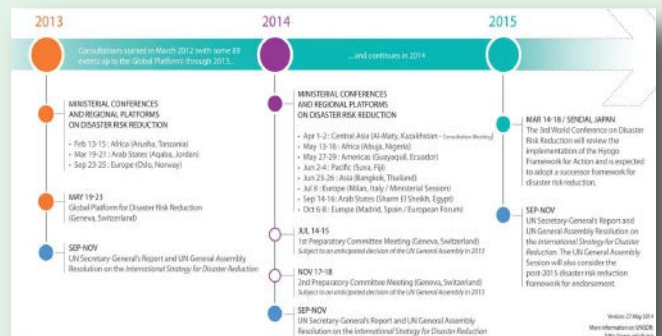 2013
2014
2015
Consultations started in March 2012 (with some 89
events up to the Global Platform) through 2013...
...and continues in 2014
MINISTERIAL CONFERENCES
AND REGIONAL PLATFORMS
ON DISASTER RISK REDUCTION
• Feb 13-15 : Africa (Arusha, Tanzania)
• Mar 19-21 : Arab States (Aqaba, Jordan)
• Sep 23-25 : Europe (Oslo, Norway)
MAY 19-23
Global Platform for Disaster Risk Reduction
(Geneva, Switzerland)
SEP-NOV
UN Secretary-General's Report and UN General Assembly
Resolution on the International Strategy for Disaster Reduction
MINISTERIAL CONFERENCES
AND REGIONAL PLATFORMS
ON DISASTER RISK REDUCTION
• Apr 1-2 : Central Asia (Al-Maty, Kazakhstan - Consultation Meeting)
• May 13-16 : Africa (Abuja, Nigeria)
• May 27-29 : Americas (Guayaquil, Ecuador)
• Jun 2-4 : Pacific (Suva, Fiji)
• Jun 23-26 : Asia (Bangkok, Thailand)
• Jul 8 : Europe (Milan, Italy / Ministerial Session)
• Sep 14-16 : Arab States (Sharm El Sheikh, Egypt)
• Oct 6-8 : Europe (Madrid, Spain / European Forum)
JUL 14-15
1st Preparatory Committee Meeting (Geneva, Switzerland)
Subject to an anticipated decision of the UN General Assembly in 2013
NOV 17-18
2nd Preparatory Committee Meeting (Geneva, Switzerland)
Subject to an anticipated decision of the UN General Assembly in 2013
SEP-NOV
UN Secretary-General's Report and UN General Assembly
Resolution on the International Strategy for Disaster Reduction
MAR 14-18 / SENDAI, JAPAN
The 3rd World Conference on Disaster
Risk Reduction will review the
implementation of the Hyogo
Framework for Action and is expected
to adopt a successor framework for
disaster risk reduction.
SEP-NOV
UN Secretary-General's Report and
UN General Assembly Resolution on
the International Strategy for Disaster
Reduction. The UN General Assembly
Session will also consider the
post-2015 disaster risk reduction
framework for endorsement.
Version: 27 May 2014
More information on UNISDR: